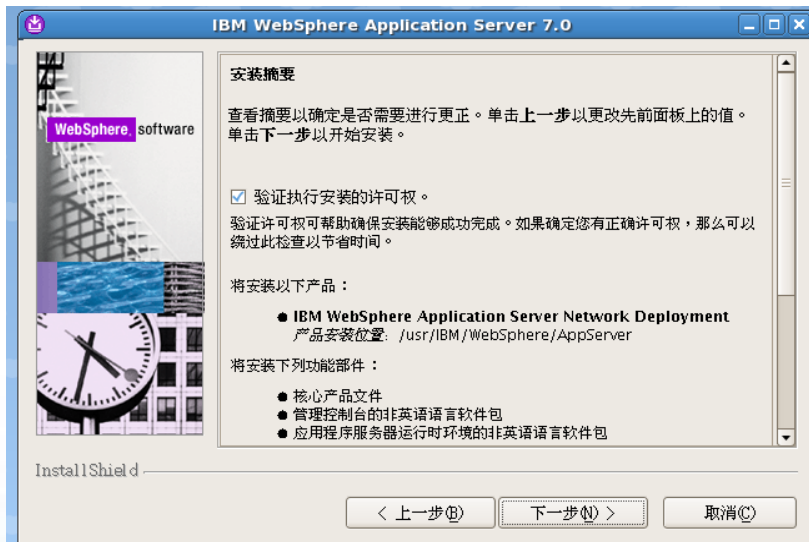 IBM WebSphere Application Server 7.0
WebSphere. software
安装摘要
查看摘要以确定是否需要进行更正。单击上一步以更改先前面板上的值。
单击下一步以开始安装。
验证执行安装的许可权。
验证许可权可帮助确保安装能够成功完成。如果确定您有正确许可权，那么可以
绕过此检查以节省时间。
将安装以下产品：
● IBM WebSphere Application Server Network Deployment
产品安装位置: /usr/IBM/WebSphere/AppServer
将安装下列功能部件：
● 核心产品文件
● 管理控制台的非英语语言软件包
● 应用程序服务器运行时环境的非英语语言软件包
InstallShield
< 上一步(B)
下一步(N) >
取消(C)